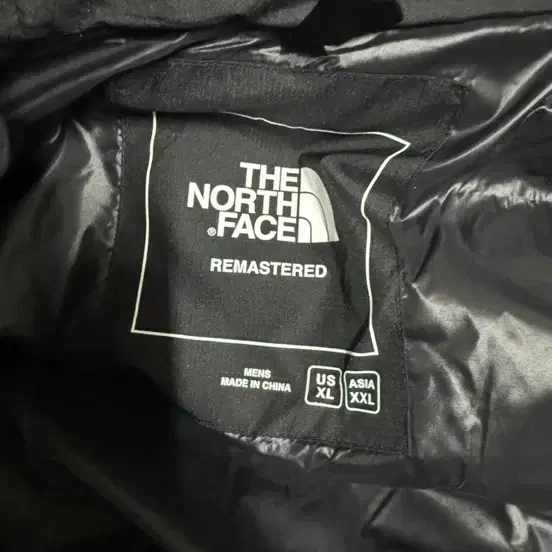 THE
NORTH
®FACE
REMASTERED
MENS
MADE IN CHINA
US
XL
ASIA
XXL